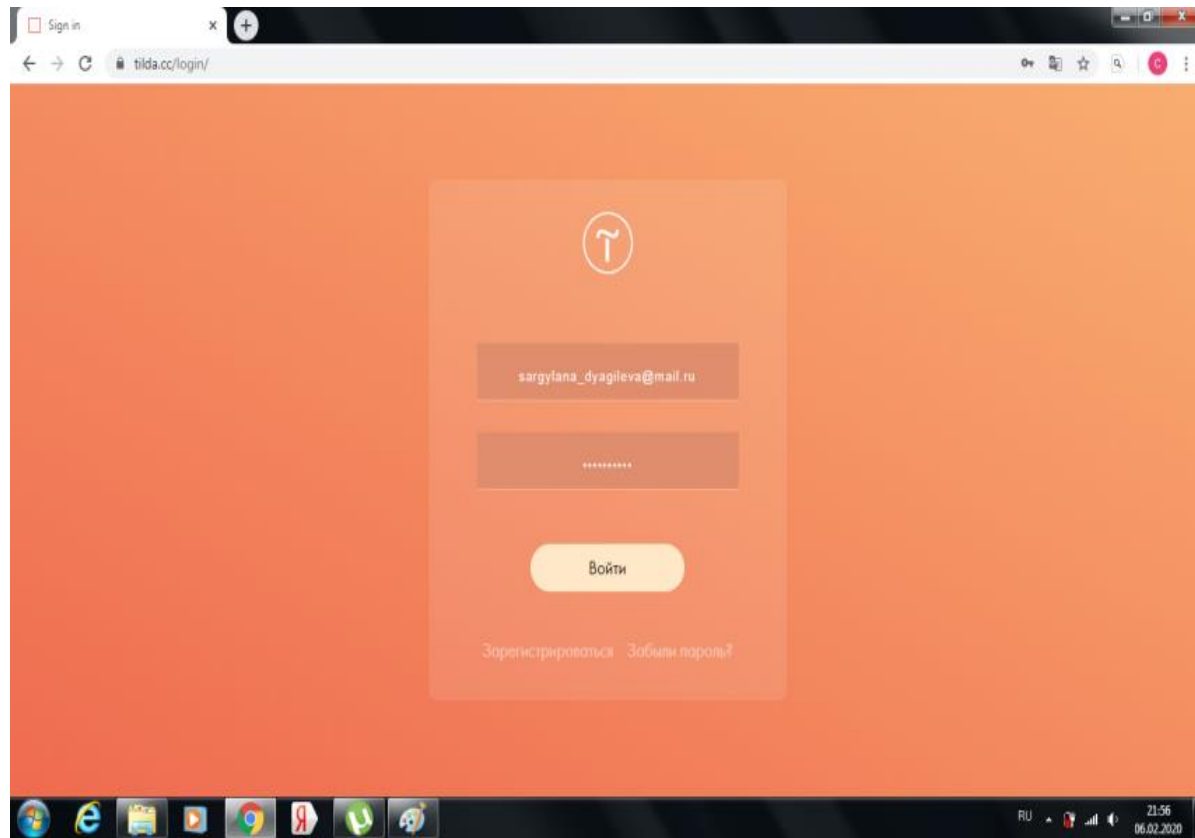 Sign in
tilda.cc/login/
sargylana_dyagileva@mail.ru
Войти
Зарегистрироваться Забыли пароль?
RU
21:56
06.02.2020